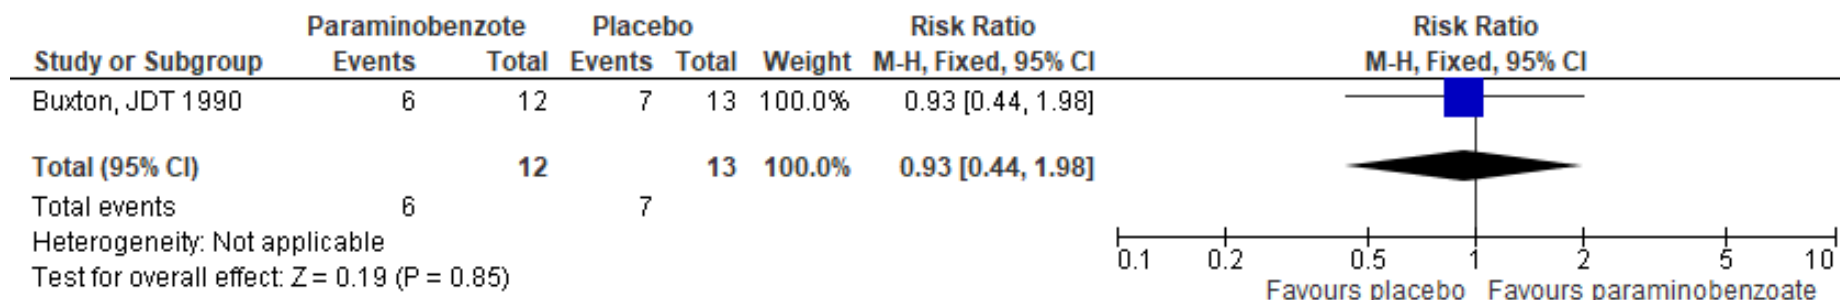 Paraminobenzote Placebo Risk Ratio Risk Ratio
Study or Subgroup Events Total Events Total Weight M-H, Fixed, 95% CI M-H, Fixed, 95% CI
Buxton, JDT 1990 6 12 7 13 100.0% 0.93 [0.44, 1.98]
Total (95% CI) 12 13 100.0% 0.93 [0.44, 1.98]
Total events 6 7
Heterogeneity: Not applicable
Test for overall effect: Z = 0.19 (P = 0.85)
0.1 0.2 0.5 1 2 5 10
Favours placebo Favours paraminobenzoate